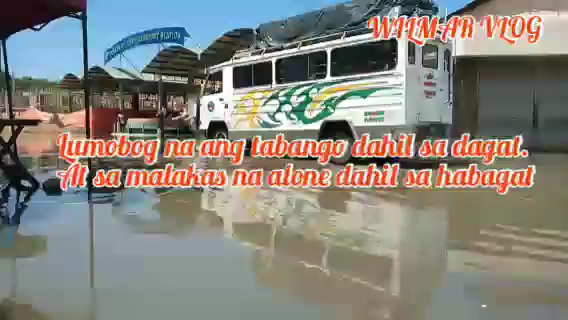 WILMAR VLOG
Lumobog na ang tabango dahil sa dagat.
At sa malakas na alone dahil sa habagat